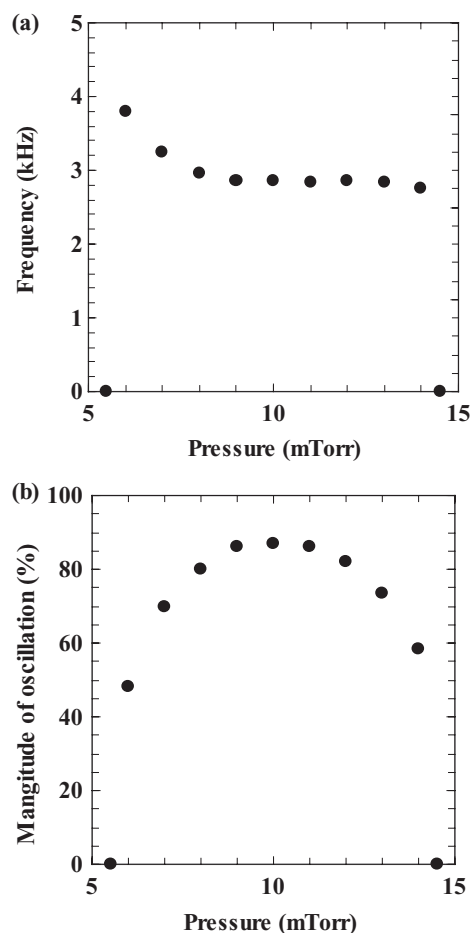 (a)
5
4
3
2
1
0
Frequency (kHz)
5 10 15
Pressure (mTorr)
(b)
100
80
60
40
20
0
Mangitude of oscillation (%)
5 10 15
Pressure (mTorr)